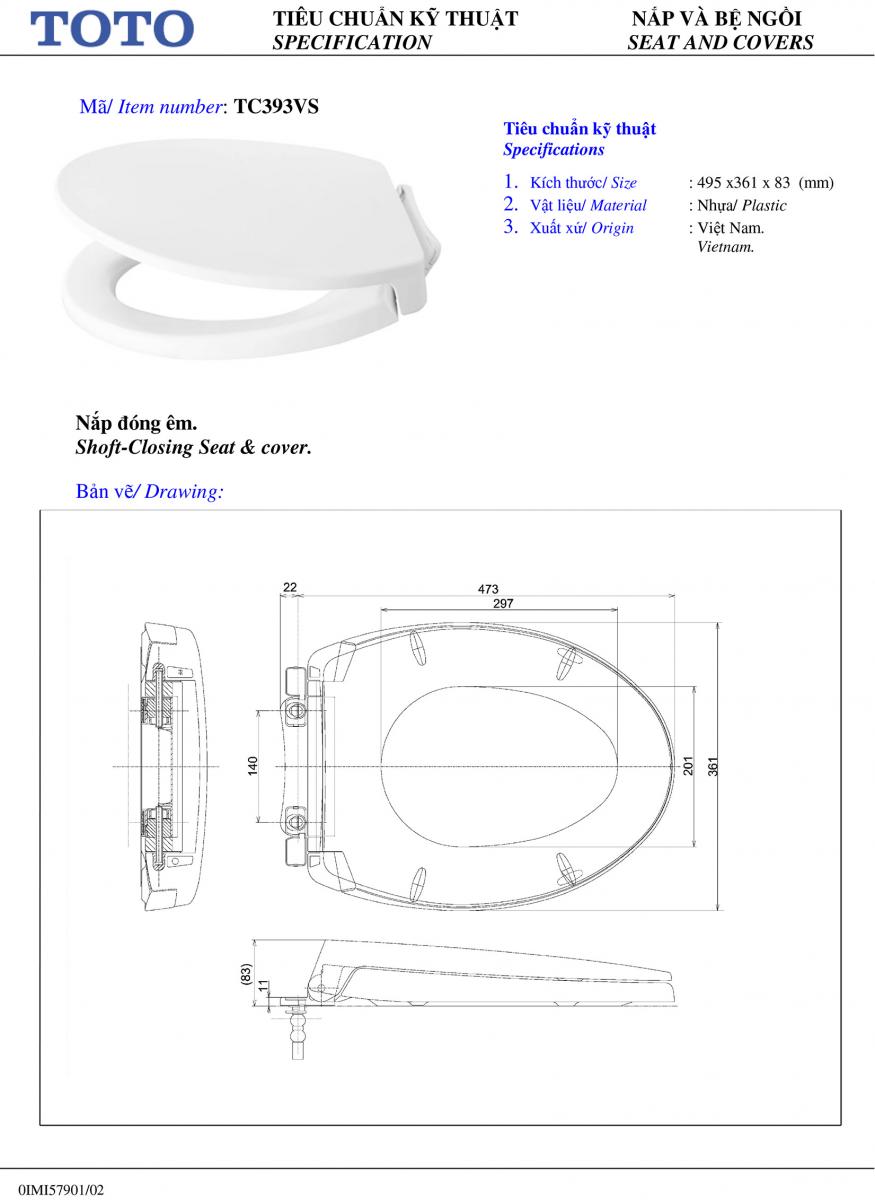 TOTO
TIÊU CHUẨN KỸ THUẬT
SPECIFICATION
NẮP VÀ BỆ NGỒI
SEAT AND COVERS
Mã/ Item number: TC393VS
Tiêu chuẩn kỹ thuật
Specifications
1. Kích thước/ Size : 495 x361 x 83 (mm)
2. Vật liệu/ Material : Nhựa/ Plastic
3. Xuất xứ/ Origin : Việt Nam.
Vietnam.
Nắp đóng êm.
Shoft-Closing Seat & cover.
Bản vẽ/ Drawing:
22
473
297
140
201
361
(83)
11
0IMI57901/02